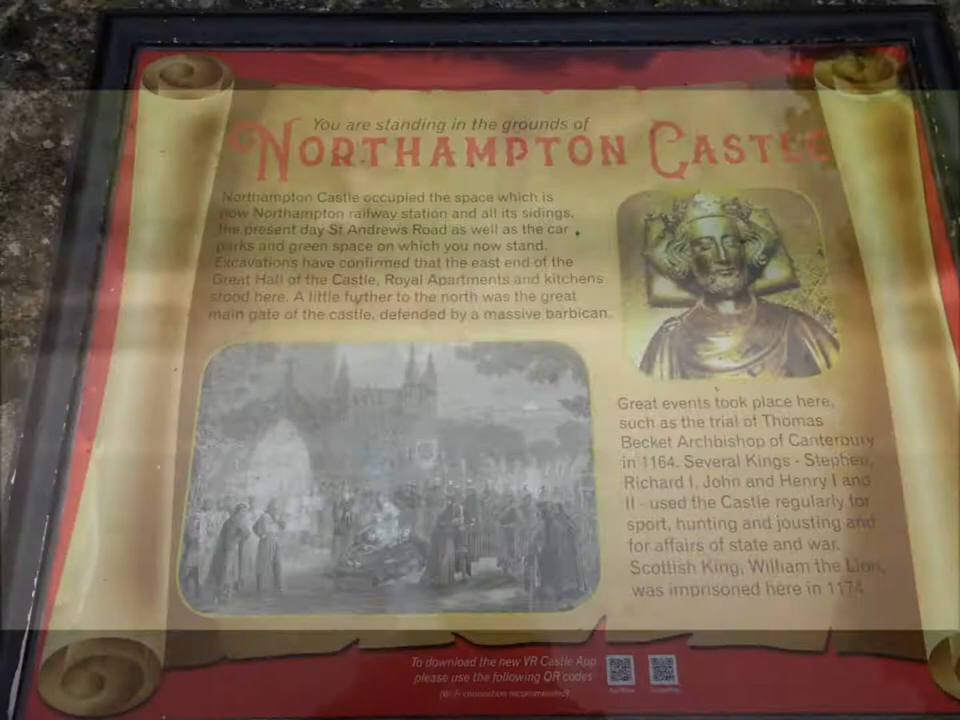 You are standing in the grounds of
NORTHAMPTON CASTLE
Northampton Castle occupied the space which is
now Northampton railway station and all its sidings,
the present day St Andrews Road as well as the car
parks and green space on which you now stand.
Excavations have confirmed that the east end of the
Great Hall of the Castle, Royal Apartments and kitchens
stood here. A little further to the north was the great
main gate of the castle, defended by a massive barbican.
Great events took place here,
such as the trial of Thomas
Becket Archbishop of Canterbury
in 1164. Several Kings - Stephen,
Richard I, John and Henry I and
II - used the Castle regularly for
sport, hunting and jousting and
for affairs of state and war.
Scottish King, William the Lion,
was imprisoned here in 1174
To download the new VR Castle App
please use the following QR codes
(Wi-Fi connection recommended)